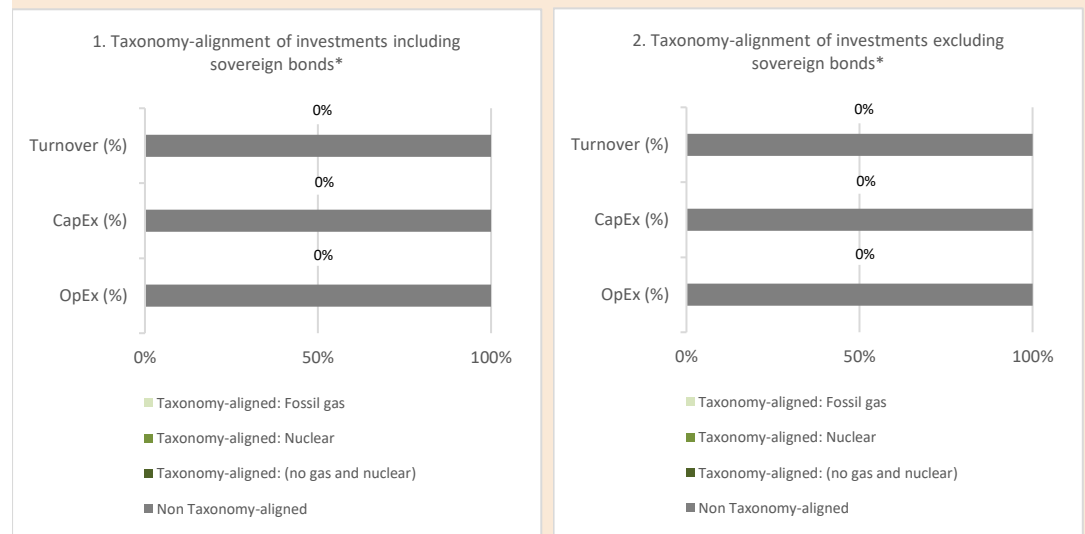 1. Taxonomy-alignment of investments including
sovereign bonds*
0%
Turnover (%)
0%
CapEx (%)
0%
OpEx (%)
0%
50%
100%
Taxonomy-aligned: Fossil gas
Taxonomy-aligned: Nuclear
Taxonomy-aligned: (no gas and nuclear)
Non Taxonomy-aligned
2. Taxonomy-alignment of investments excluding
sovereign bonds*
0%
Turnover (%)
0%
CapEx (%)
0%
OpEx (%)
0%
50%
100%
Taxonomy-aligned: Fossil gas
Taxonomy-aligned: Nuclear
Taxonomy-aligned: (no gas and nuclear)
Non Taxonomy-aligned